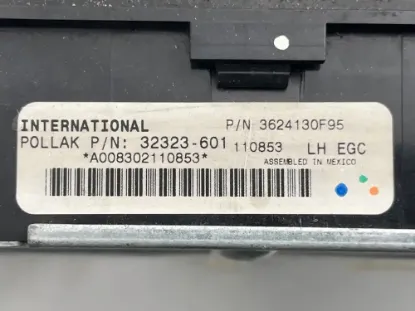 INTERNATIONAL P/N 3624130F95
POLLAK P/N: 32323-601 110853 LH EGC
*A008302110853* ASSEMBLED IN MEXICO